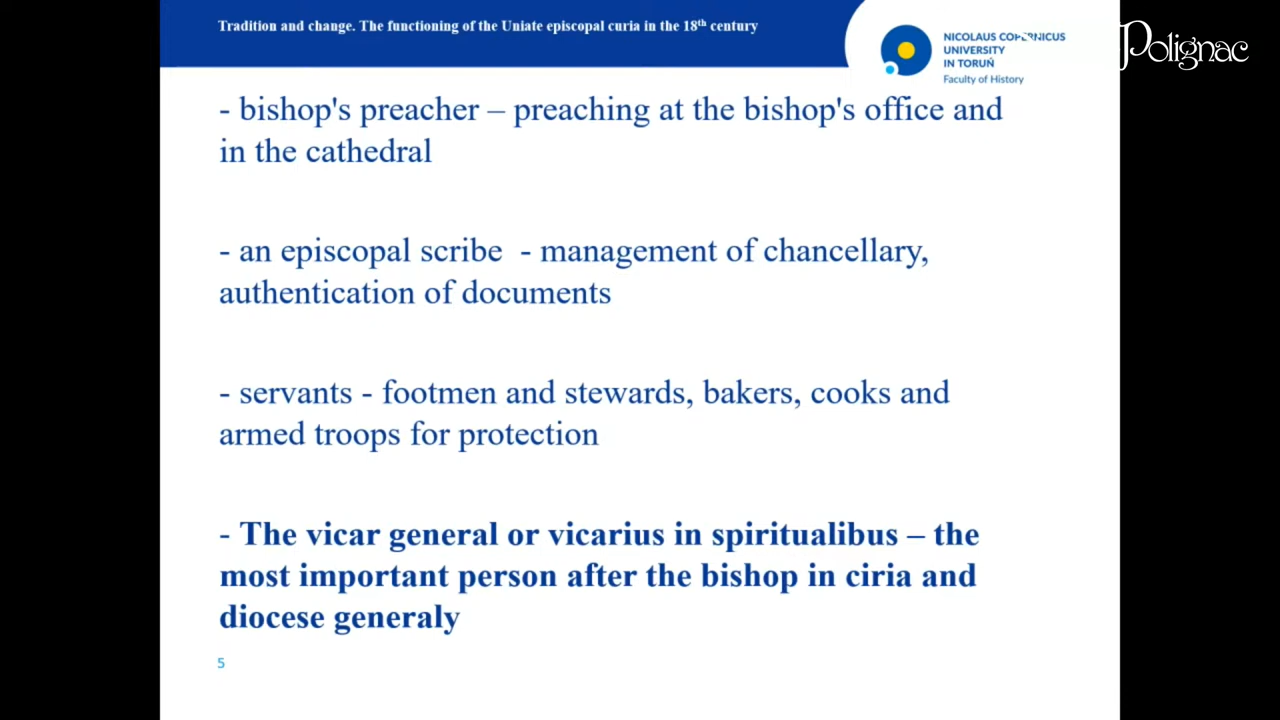 Tradition and change. The functioning of the Uniate episcopal curia in the 18th century
NICOLAUS COPERNICUS
UNIVERSITY
IN TORUŃ
Faculty of History
Polignac
- bishop's preacher – preaching at the bishop's office and
in the cathedral
- an episcopal scribe - management of chancellary,
authentication of documents
- servants - footmen and stewards, bakers, cooks and
armed troops for protection
- The vicar general or vicarius in spiritualibus – the
most important person after the bishop in ciria and
diocese generaly
5